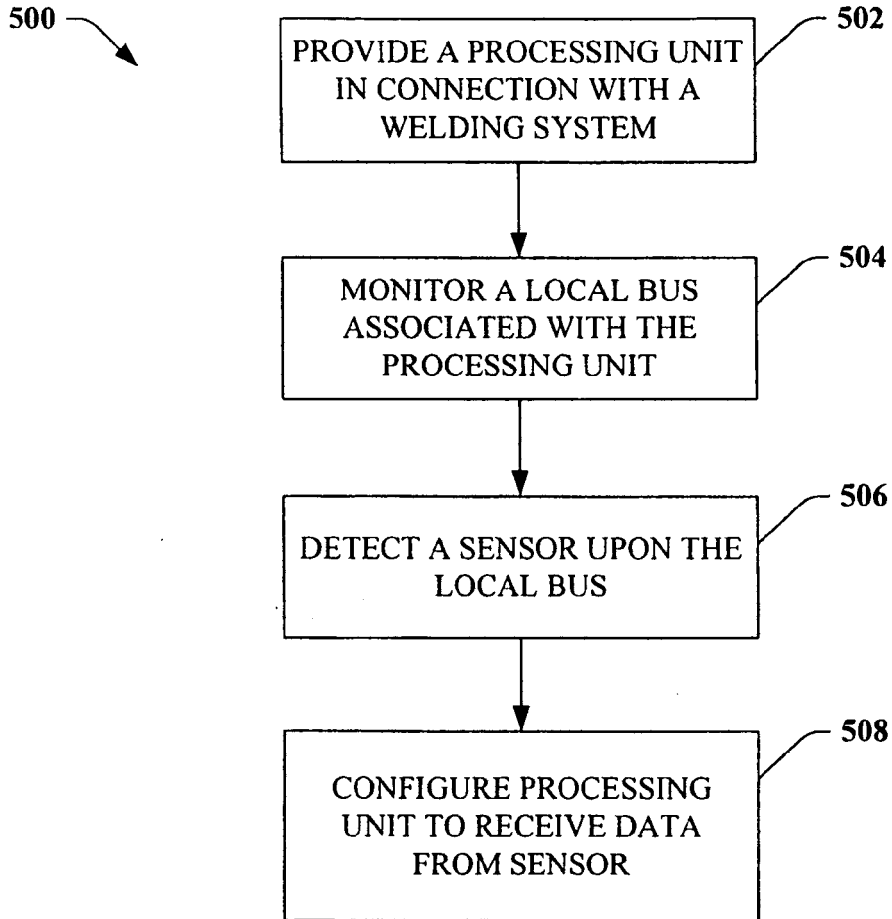 500
502
PROVIDE A PROCESSING UNIT
IN CONNECTION WITH A
WELDING SYSTEM
504
MONITOR A LOCAL BUS
ASSOCIATED WITH THE
PROCESSING UNIT
506
DETECT A SENSOR UPON THE
LOCAL BUS
508
CONFIGURE PROCESSING
UNIT TO RECEIVE DATA
FROM SENSOR